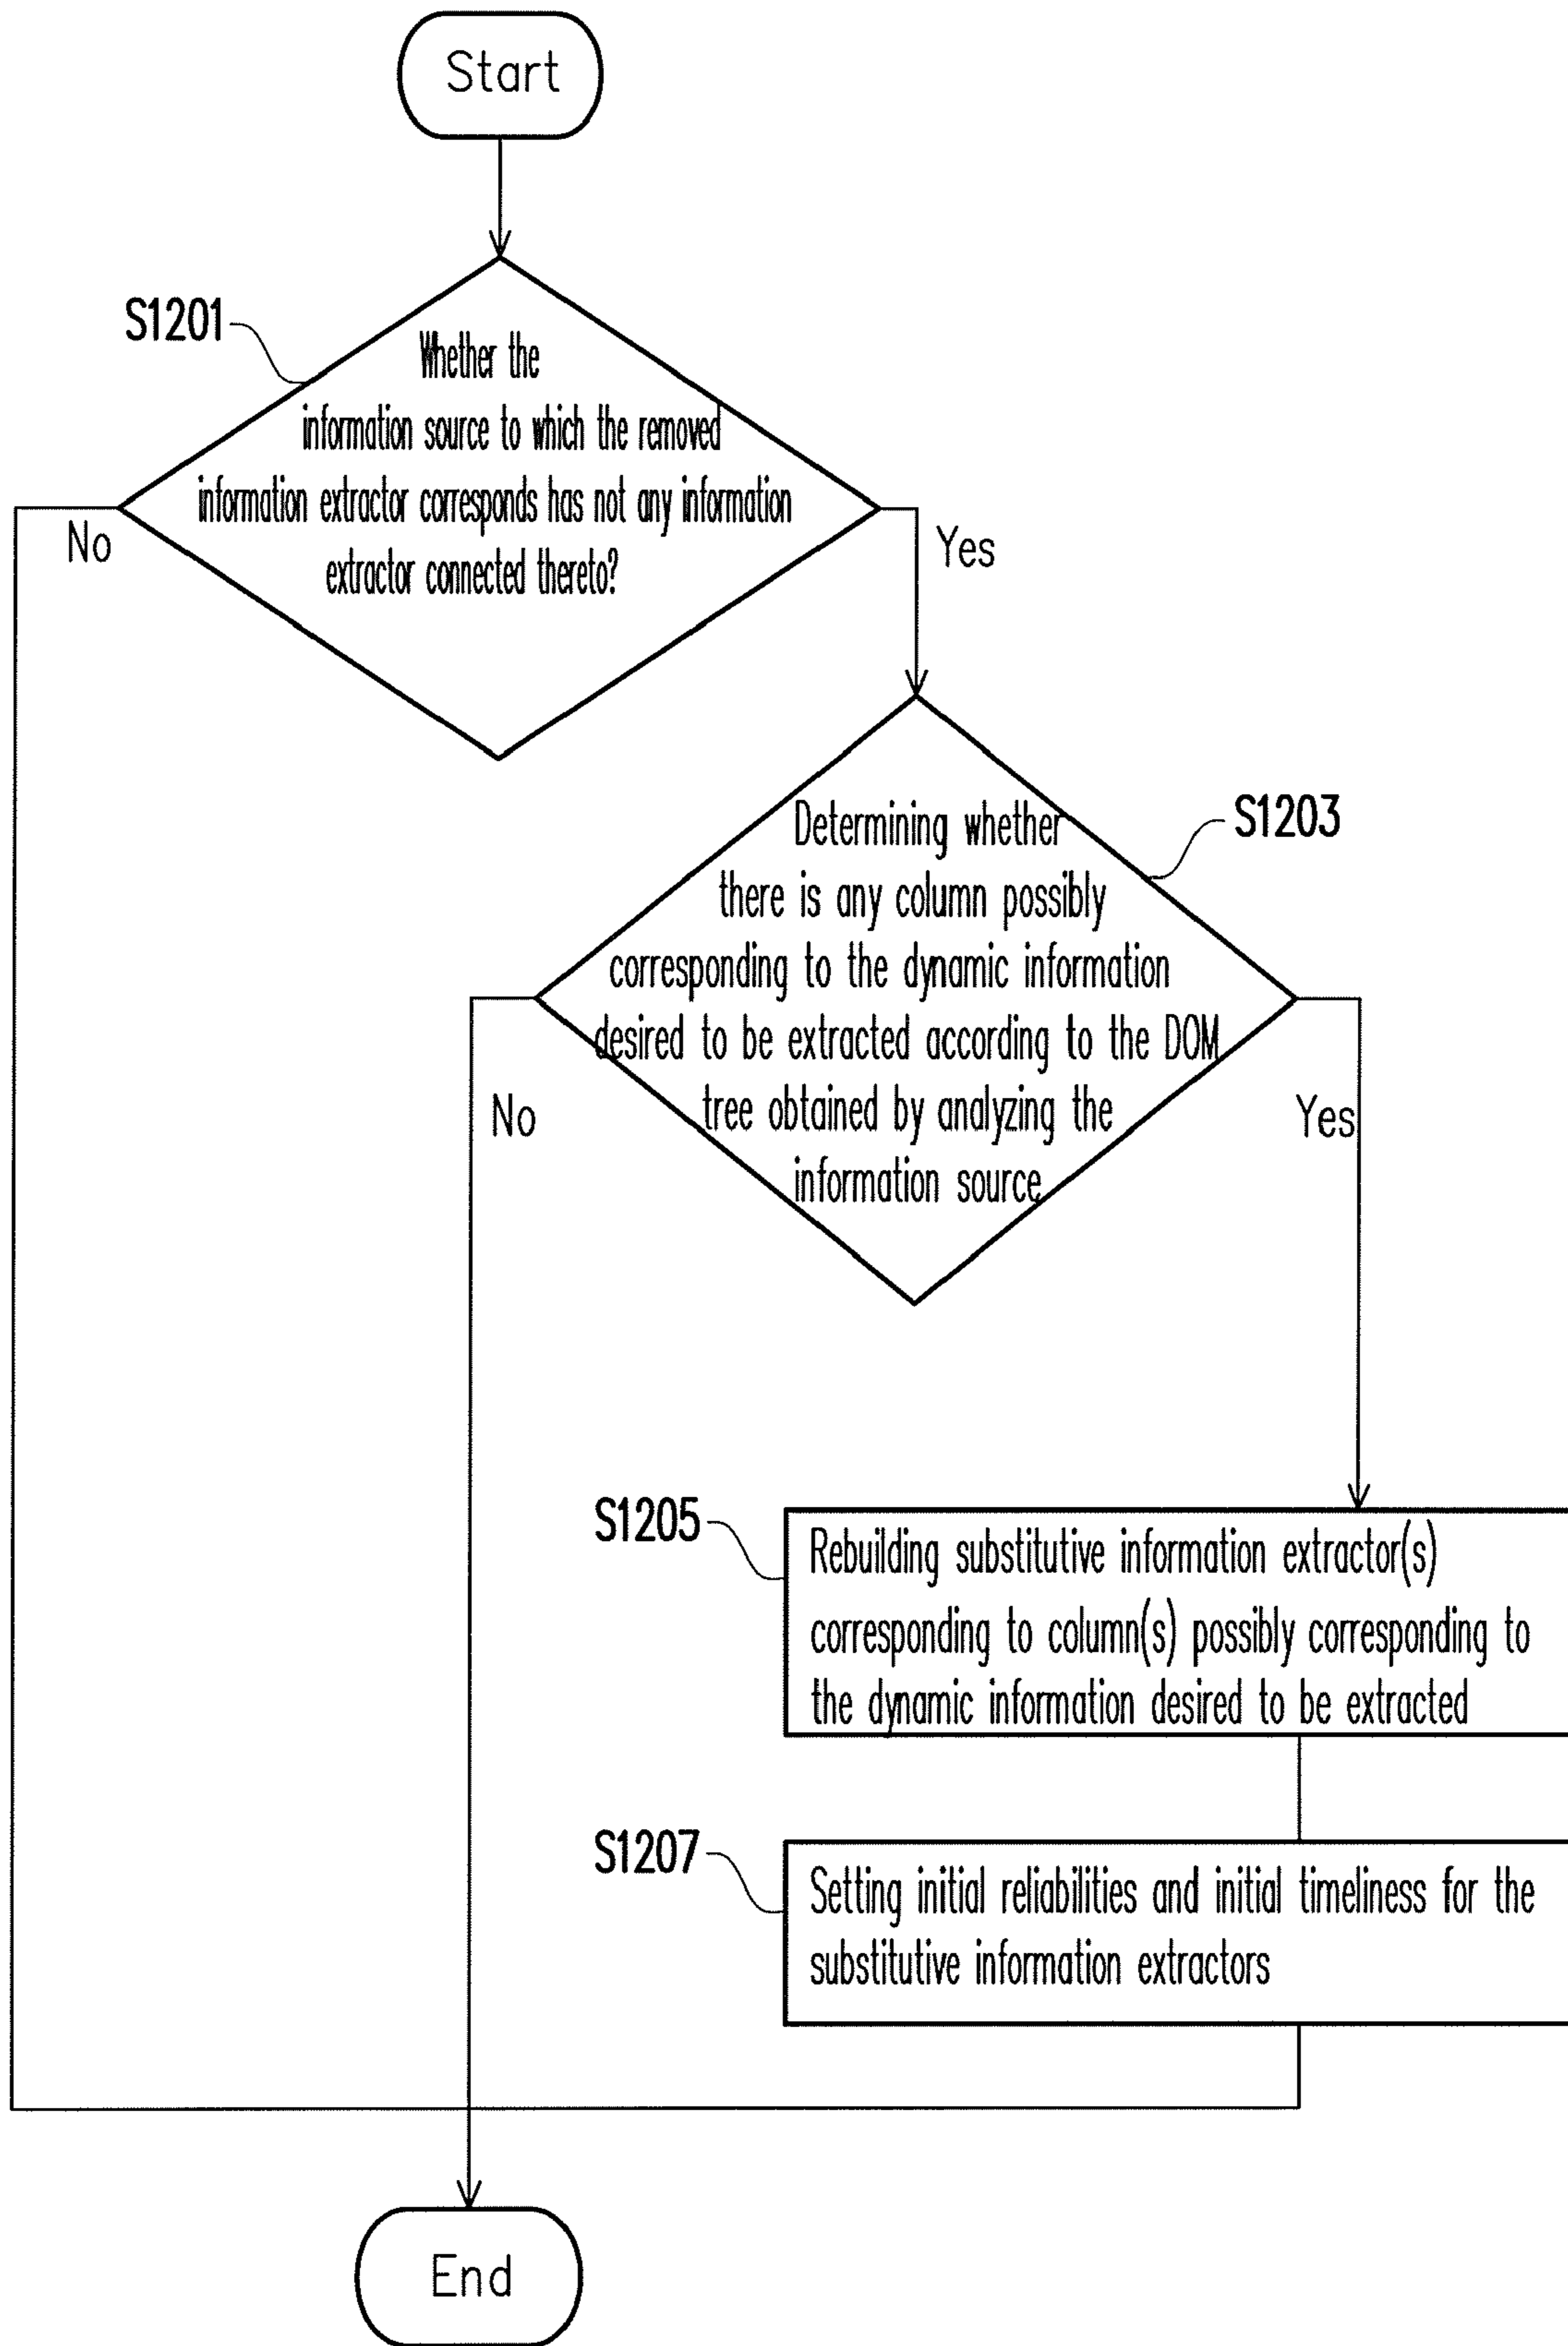 Start
S1201
Whether the
information source to which the removed
information extractor corresponds has not any information
extractor connected thereto?
No
Yes
S1203
Determining whether
there is any column possibly
corresponding to the dynamic information
desired to be extracted according to the DOM
tree obtained by analyzing the
information source
No
Yes
S1205
Rebuilding substitutive information extractor(s)
corresponding to column(s) possibly corresponding to
the dynamic information desired to be extracted
S1207
Setting initial reliabilities and initial timeliness for the
substitutive information extractors
End